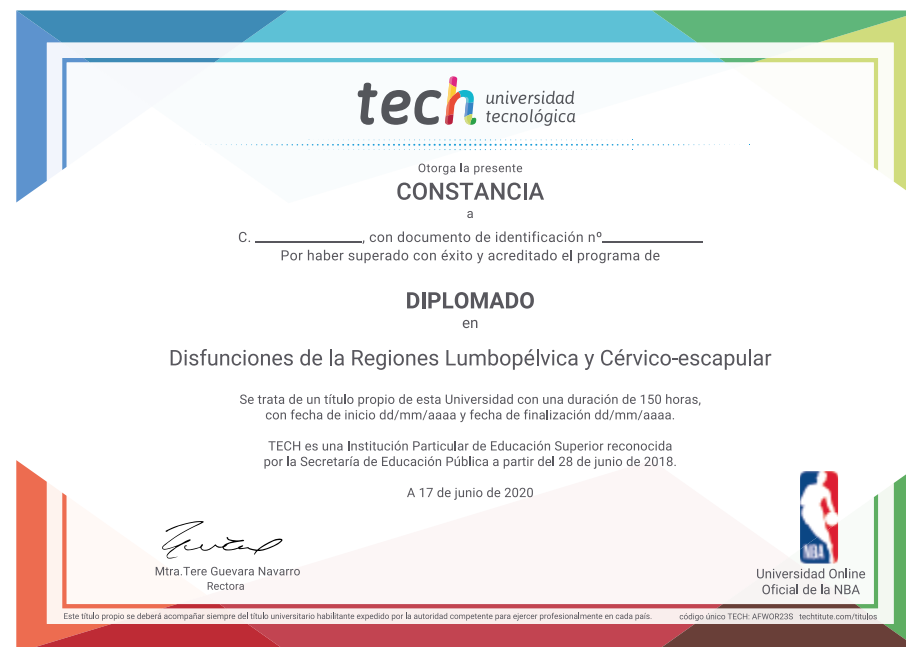 tech universidad
tecnológica
Otorga la presente
CONSTANCIA
a
C. ______________, con documento de identificación nº_____________
Por haber superado con éxito y acreditado el programa de
DIPLOMADO
en
Disfunciones de la Regiones Lumbopélvica y Cérvico-escapular
Se trata de un título propio de esta Universidad con una duración de 150 horas,
con fecha de inicio dd/mm/aaaa y fecha de finalización dd/mm/aaaa.
TECH es una Institución Particular de Educación Superior reconocida
por la Secretaría de Educación Pública a partir del 28 de junio de 2018.
A 17 de junio de 2020
Mtra.Tere Guevara Navarro
Rectora
NBA
Universidad Online
Oficial de la NBA
Este título propio se deberá acompañar siempre del título universitario habilitante expedido por la autoridad competente para ejercer profesionalmente en cada país.
código único TECH: AFWOR23S techtitute.com/titulos